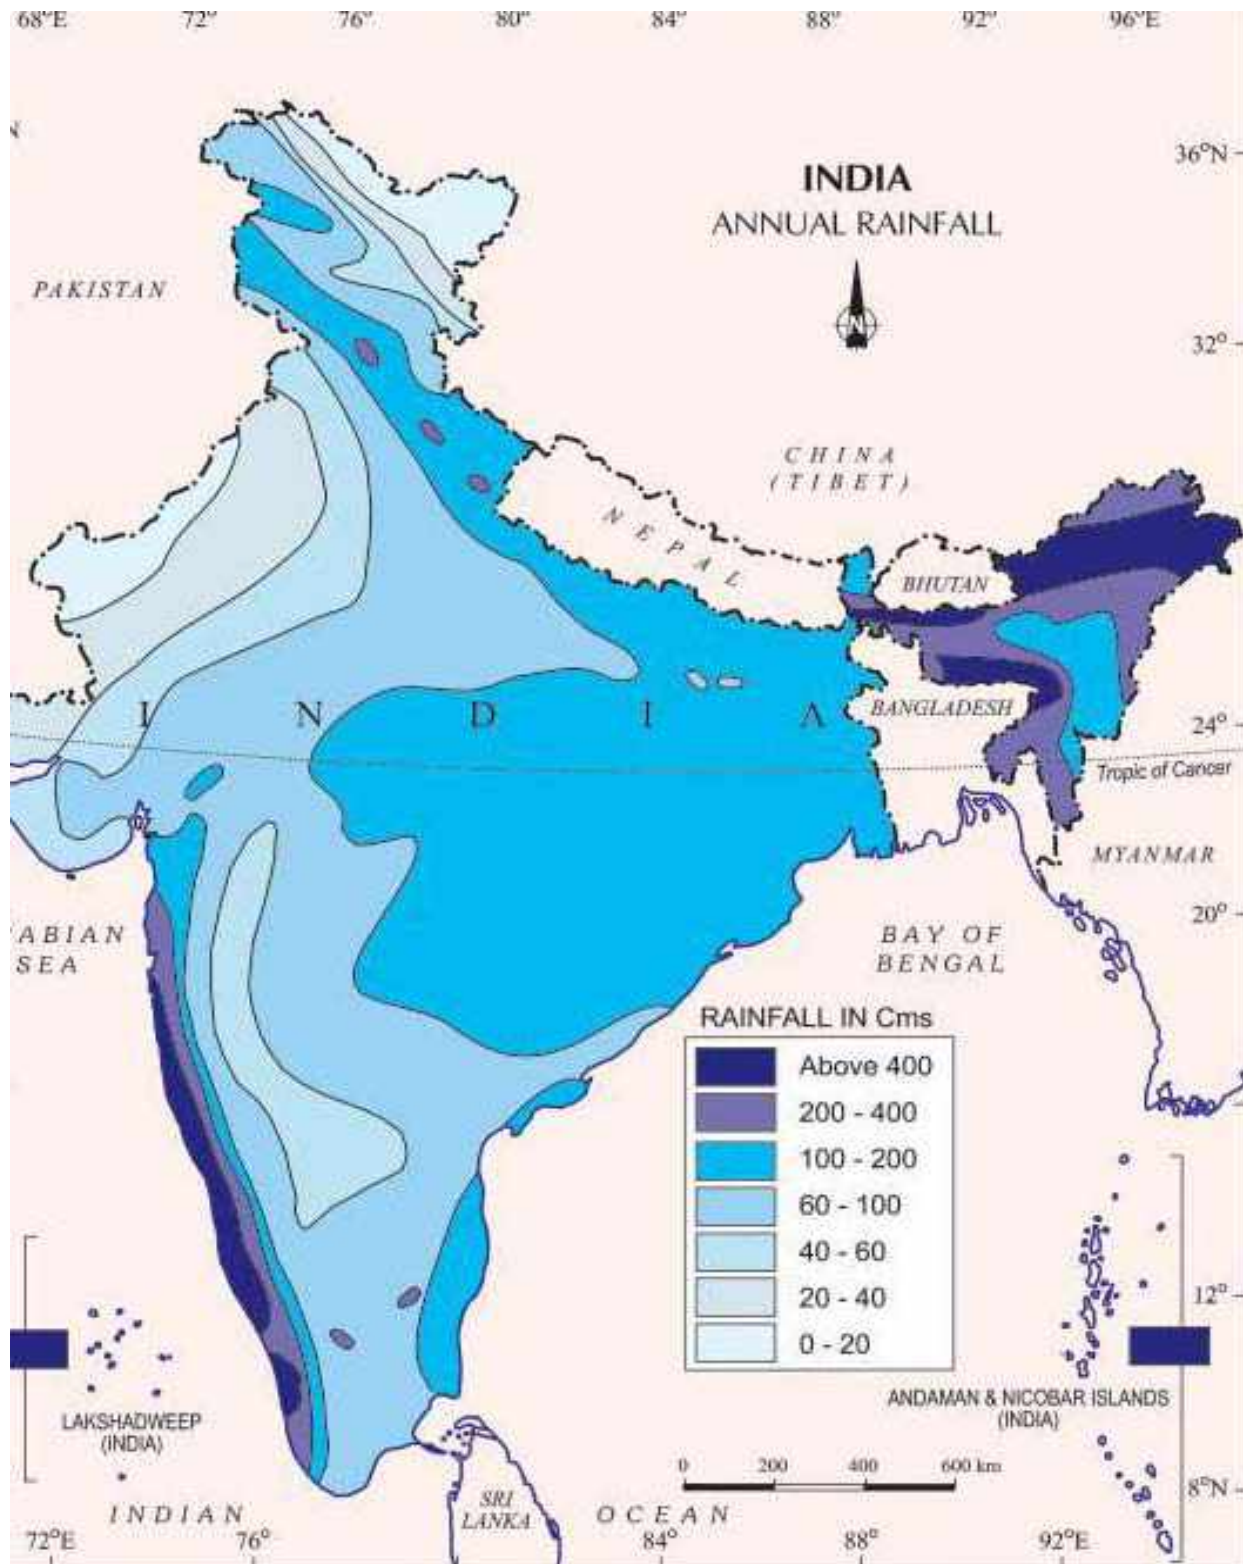 68°E 72° 76° 80° 84° 88° 92° 96°E
N
36°N
INDIA
ANNUAL RAINFALL
PAKISTAN
N
32°
CHINA
(TIBET)
NEPAL
BHUTAN
I N D I A
BANGLADESH
24°
Tropic of Cancer
MYANMAR
20°
ABIAN
SEA
BAY OF
BENGAL
RAINFALL IN Cms
Above 400
200 - 400
100 - 200
60 - 100
40 - 60
20 - 40
0 - 20
12°
LAKSHADWEEP
(INDIA)
ANDAMAN & NICOBAR ISLANDS
(INDIA)
0 200 400 600 km
8°N
INDIAN OCEAN
SRI
LANKA
72°E 76° 84° 88° 92°E